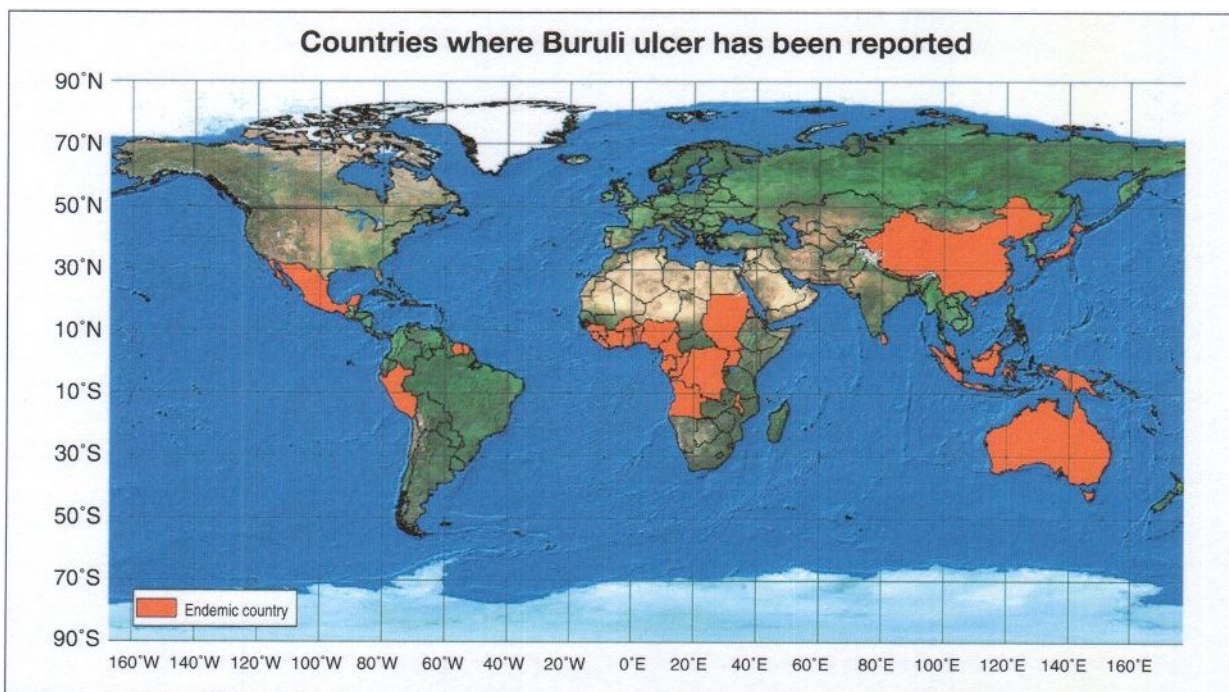 Countries where Buruli ulcer has been reported
90°N
70°N
50°N
30°N
10°N
10°S
30°S
50°S
70°S
90°S
Endemic country
160°W 140°W 120°W 100°W 80°W 60°W 40°W 20°W 0°E 20°E 40°E 60°E 80°E 100°E 120°E 140°E 160°E